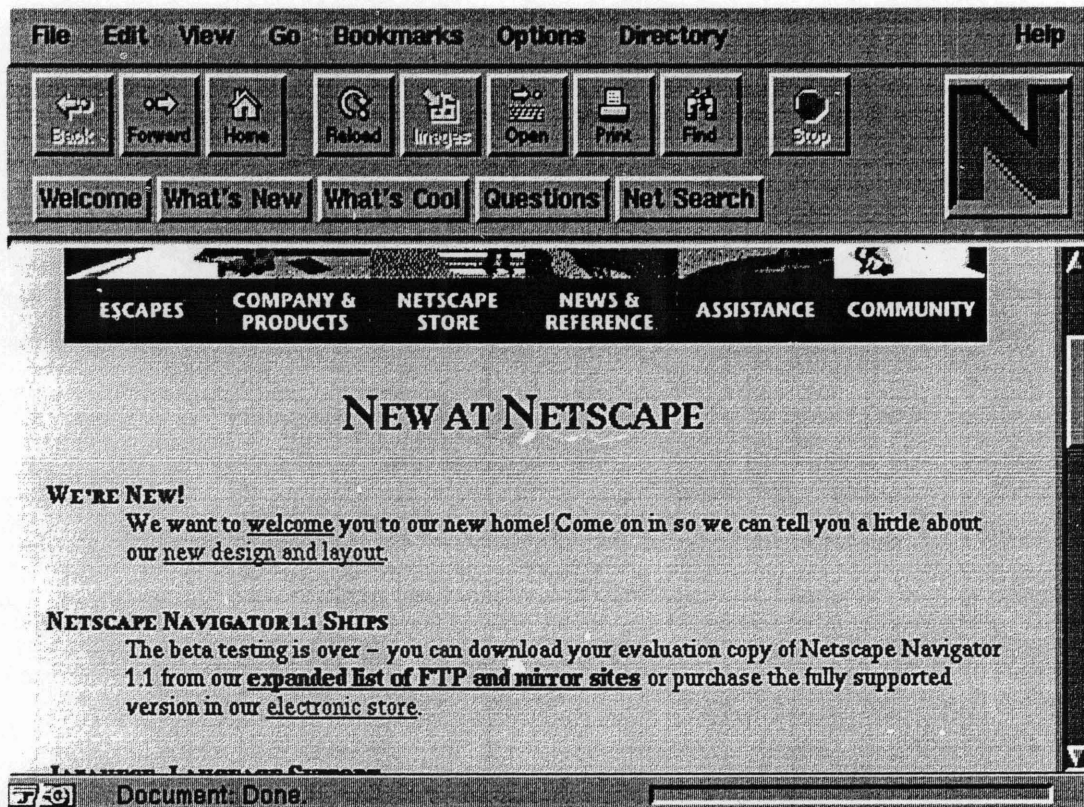 File Edit View Go Bookmarks Options Directory Help
Back Forward Home Reload Images Open Print Find Stop
N
Welcome What's New What's Cool Questions Net Search
ESCAPES COMPANY & PRODUCTS NETSCAPE STORE NEWS & REFERENCE ASSISTANCE COMMUNITY
NEW AT NETSCAPE
WE'RE NEW!
We want to welcome you to our new home! Come on in so we can tell you a little about
our new design and layout.
NETSCAPE NAVIGATOR 1.1 SHIPS
The beta testing is over – you can download your evaluation copy of Netscape Navigator
1.1 from our expanded list of FTP and mirror sites or purchase the fully supported
version in our electronic store.
JAPANESE-LANGUAGE SUPPORT
Document: Done.